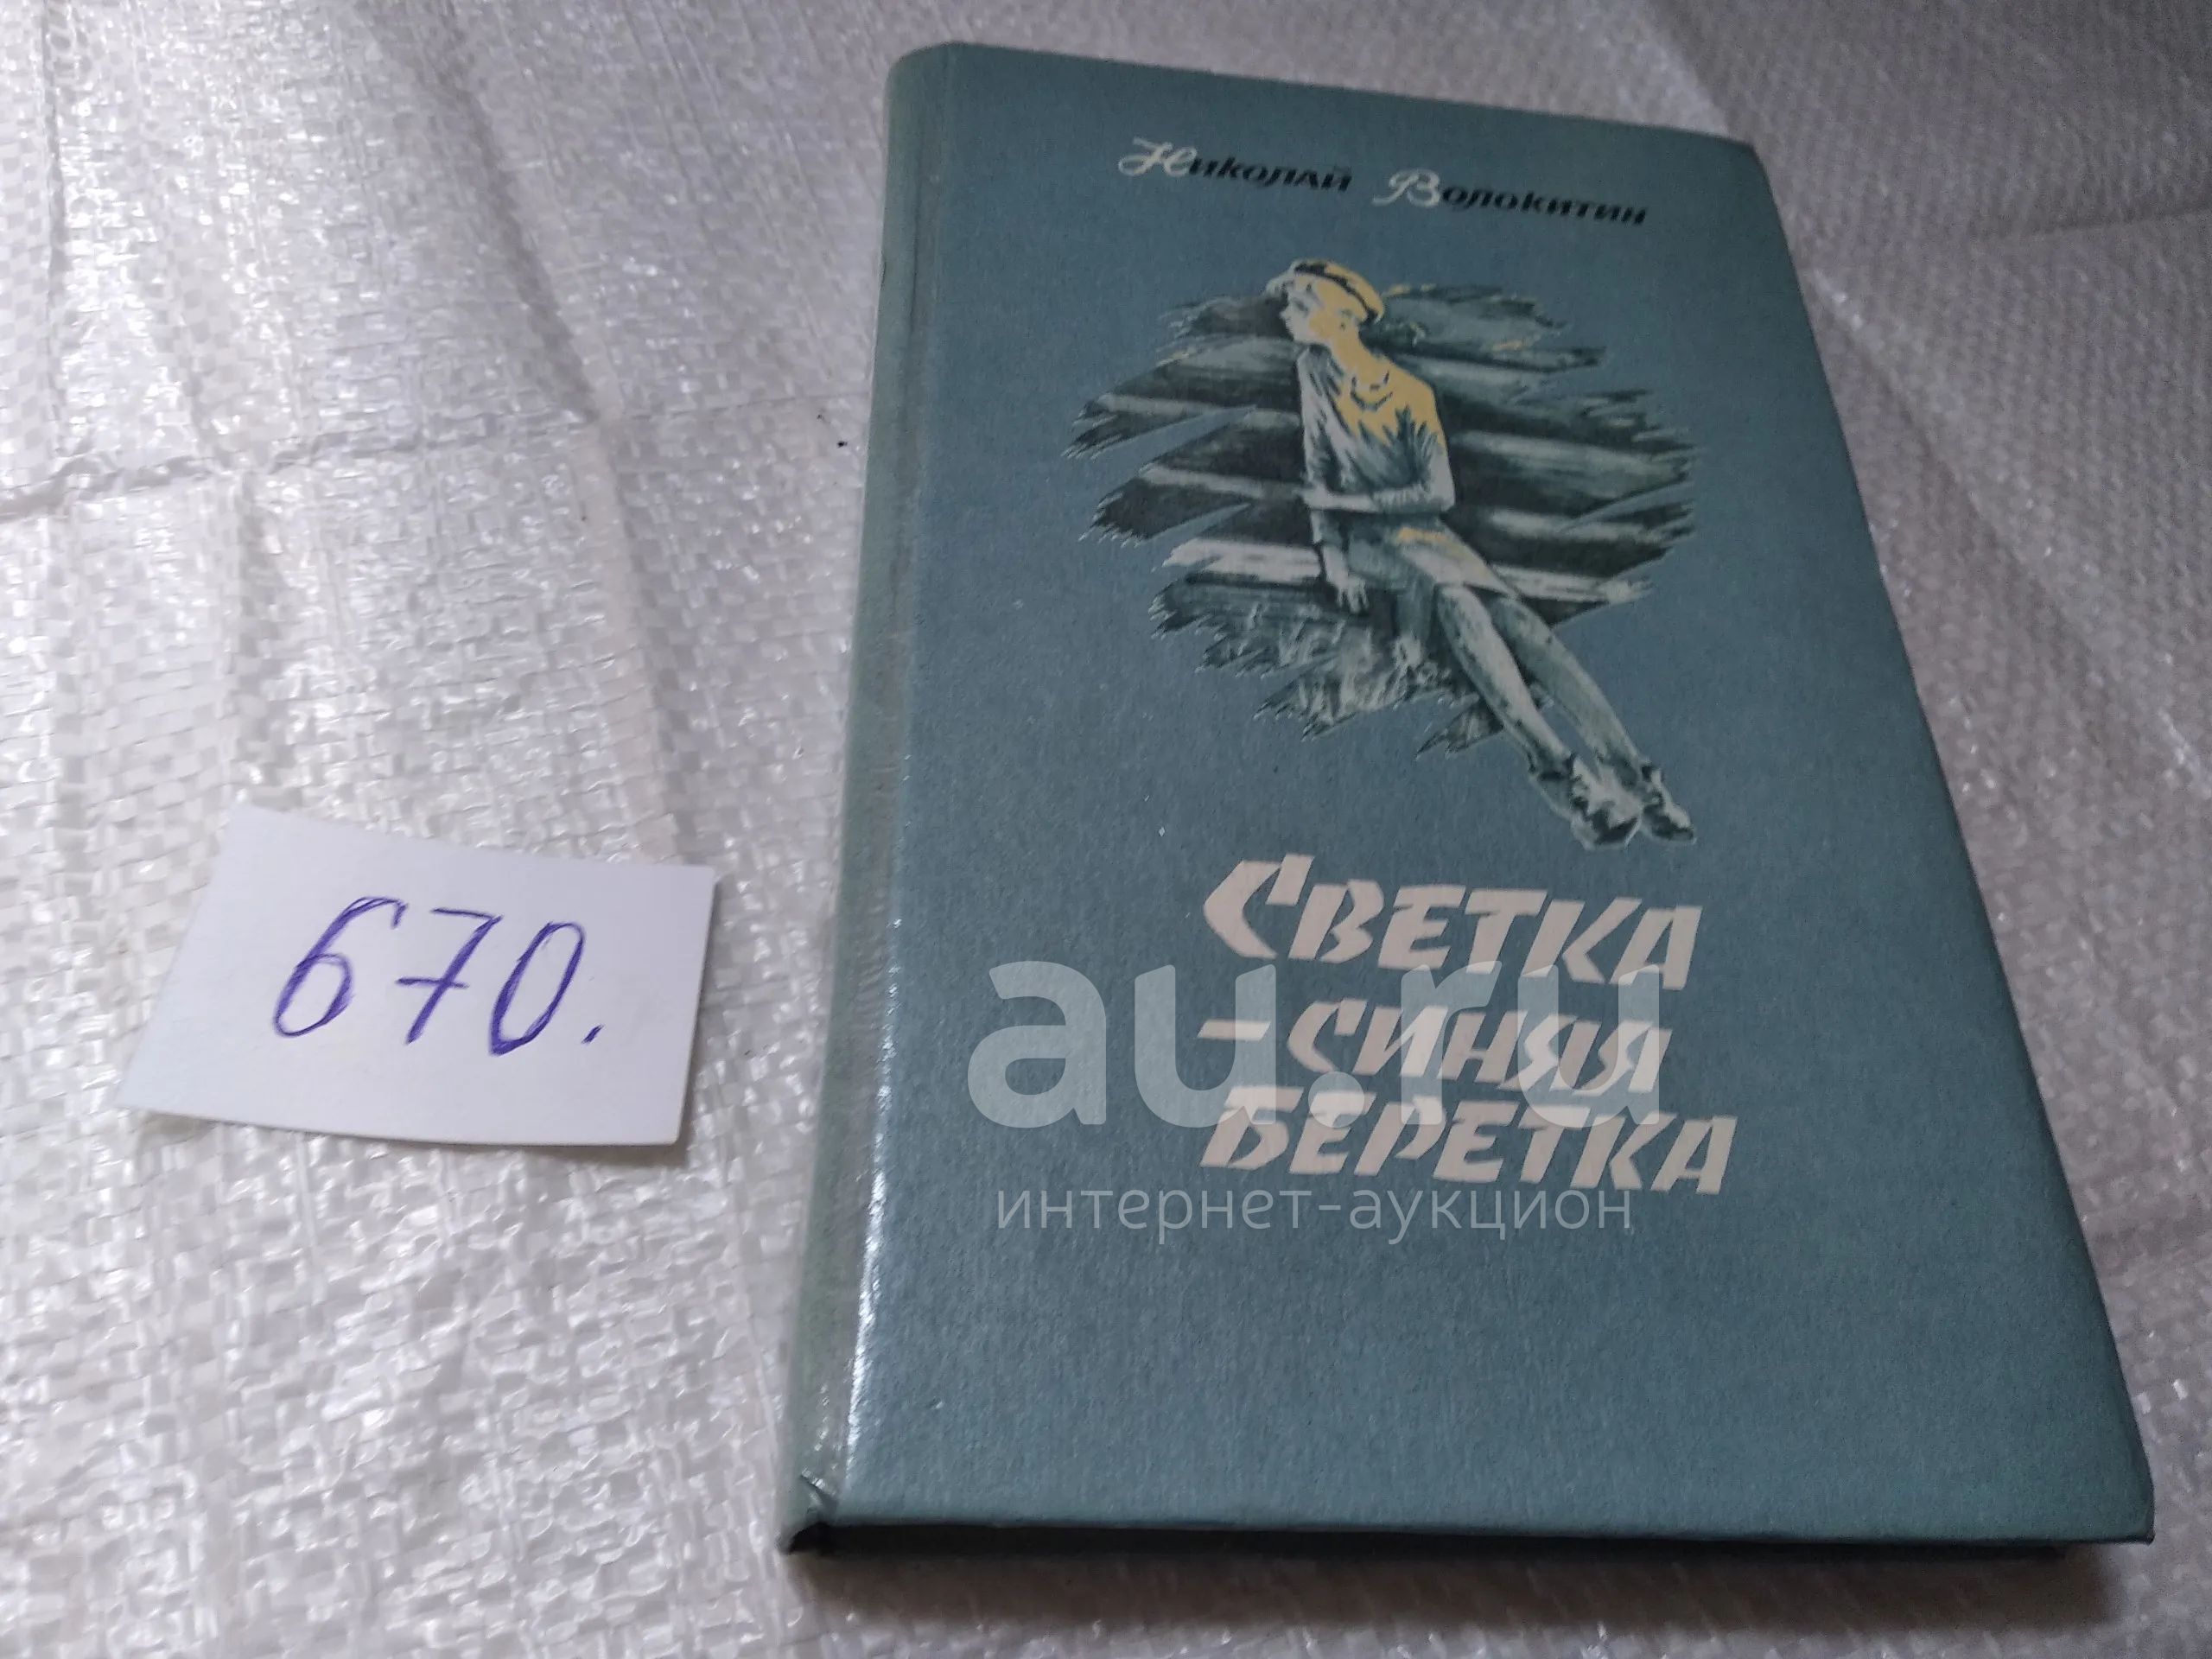 Николай Волокитин
СВЕТКА
-СИНЯЯ
БЕРЕТКА
au.ru
интернет-аукцион
670.